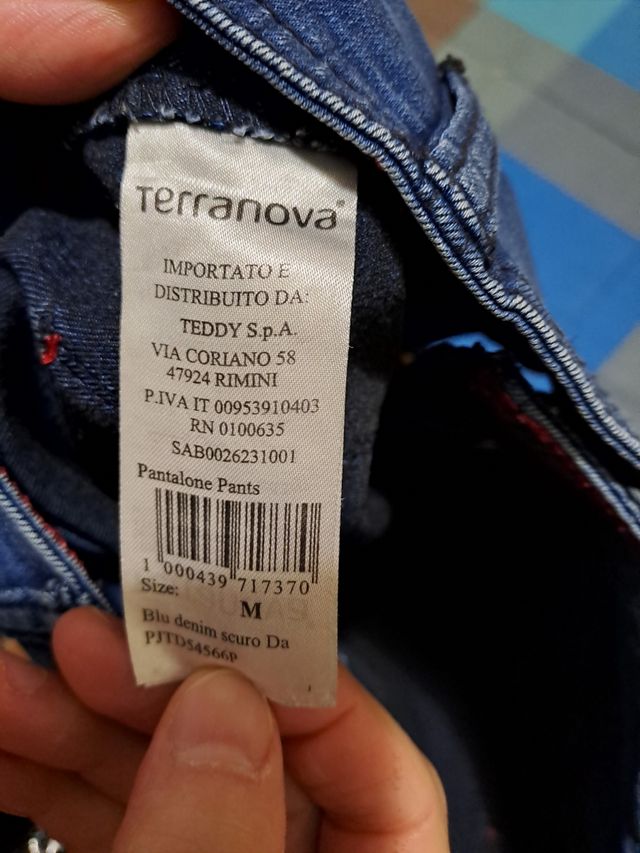 Terranova®
IMPORTATO E
DISTRIBUITO DA:
TEDDY S.p.A.
VIA CORIANO 58
47924 RIMINI
P.IVA IT 00953910403
RN 0100635
SAB0026231001
Pantalone Pants
1 000439 717370
Size:
M
Blu denim scuro Da
PJTD54566P